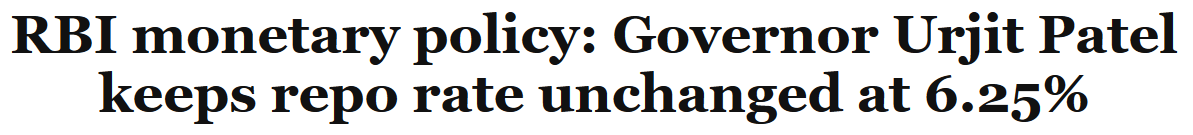 RBI monetary policy: Governor Urjit Patel
keeps repo rate unchanged at 6.25%